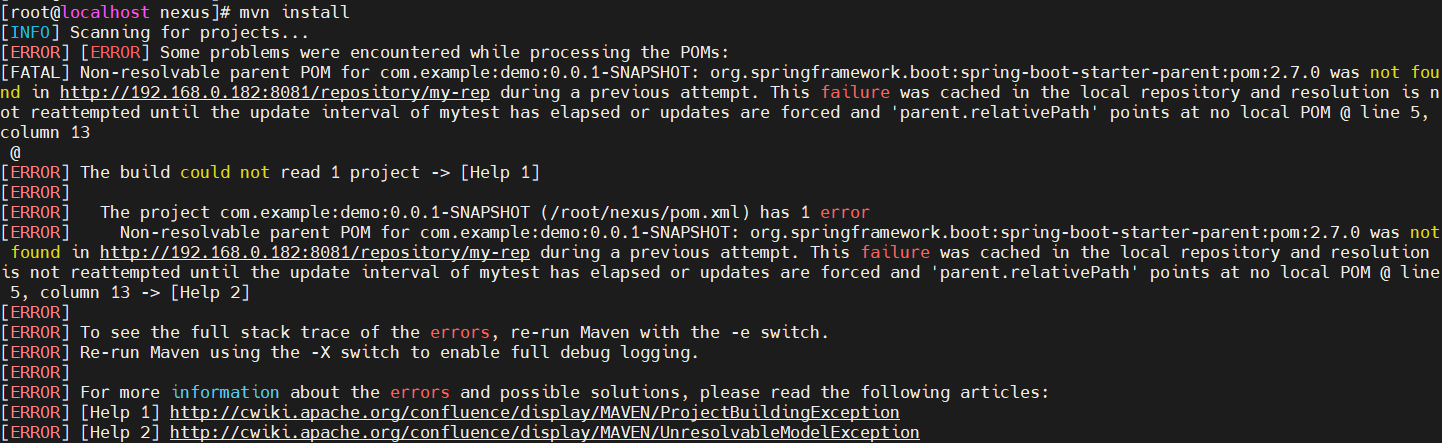 [root@localhost nexus]# mvn install
[INFO] Scanning for projects...
[ERROR] [ERROR] Some problems were encountered while processing the POMs:
[FATAL] Non-resolvable parent POM for com.example:demo:0.0.1-SNAPSHOT: org.springframework.boot:spring-boot-starter-parent:pom:2.7.0 was not fou
nd in http://192.168.0.182:8081/repository/my-rep during a previous attempt. This failure was cached in the local repository and resolution is n
ot reattempted until the update interval of mytest has elapsed or updates are forced and 'parent.relativePath' points at no local POM @ line 5,
column 13
 @
[ERROR] The build could not read 1 project -> [Help 1]
[ERROR]
[ERROR]   The project com.example:demo:0.0.1-SNAPSHOT (/root/nexus/pom.xml) has 1 error
[ERROR]     Non-resolvable parent POM for com.example:demo:0.0.1-SNAPSHOT: org.springframework.boot:spring-boot-starter-parent:pom:2.7.0 was not
 found in http://192.168.0.182:8081/repository/my-rep during a previous attempt. This failure was cached in the local repository and resolution
is not reattempted until the update interval of mytest has elapsed or updates are forced and 'parent.relativePath' points at no local POM @ line
 5, column 13 -> [Help 2]
[ERROR]
[ERROR] To see the full stack trace of the errors, re-run Maven with the -e switch.
[ERROR] Re-run Maven using the -X switch to enable full debug logging.
[ERROR]
[ERROR] For more information about the errors and possible solutions, please read the following articles:
[ERROR] [Help 1] http://cwiki.apache.org/confluence/display/MAVEN/ProjectBuildingException
[ERROR] [Help 2] http://cwiki.apache.org/confluence/display/MAVEN/UnresolvableModelException